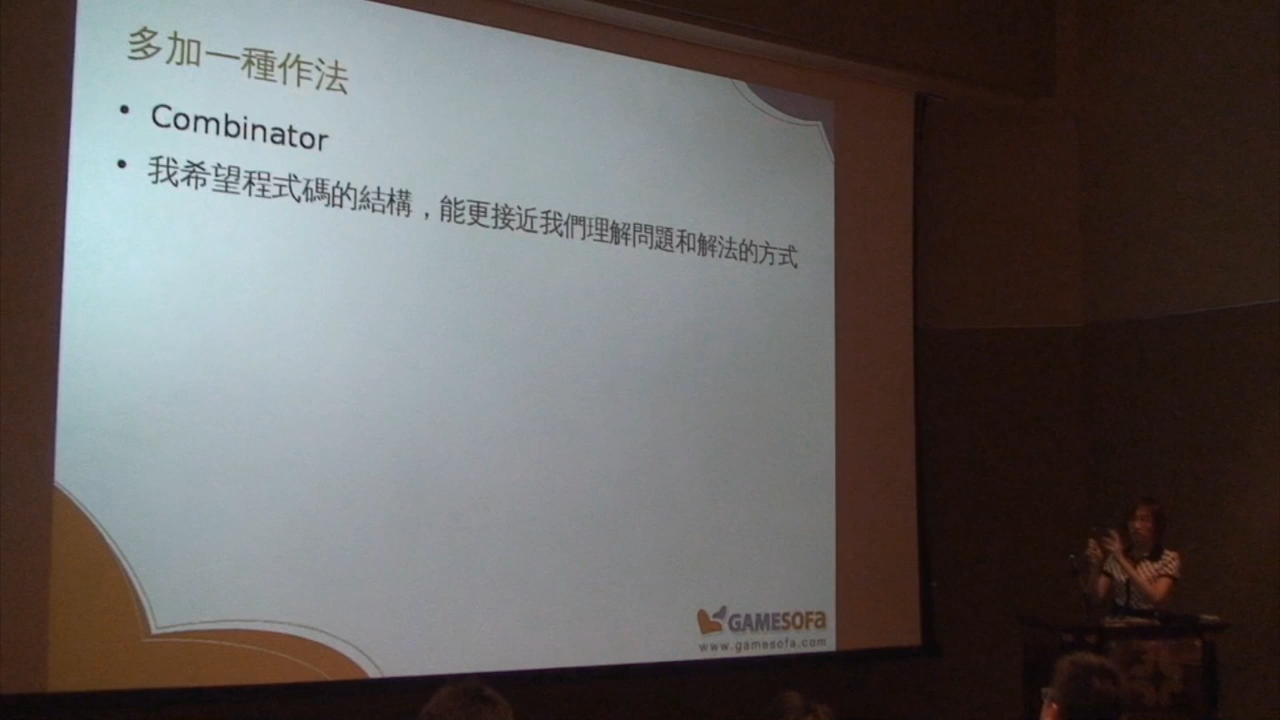 多加一種作法
• Combinator
• 我希望程式碼的結構，能更接近我們理解問題和解法的方式
GAMESOFA
www.gamesofa.com